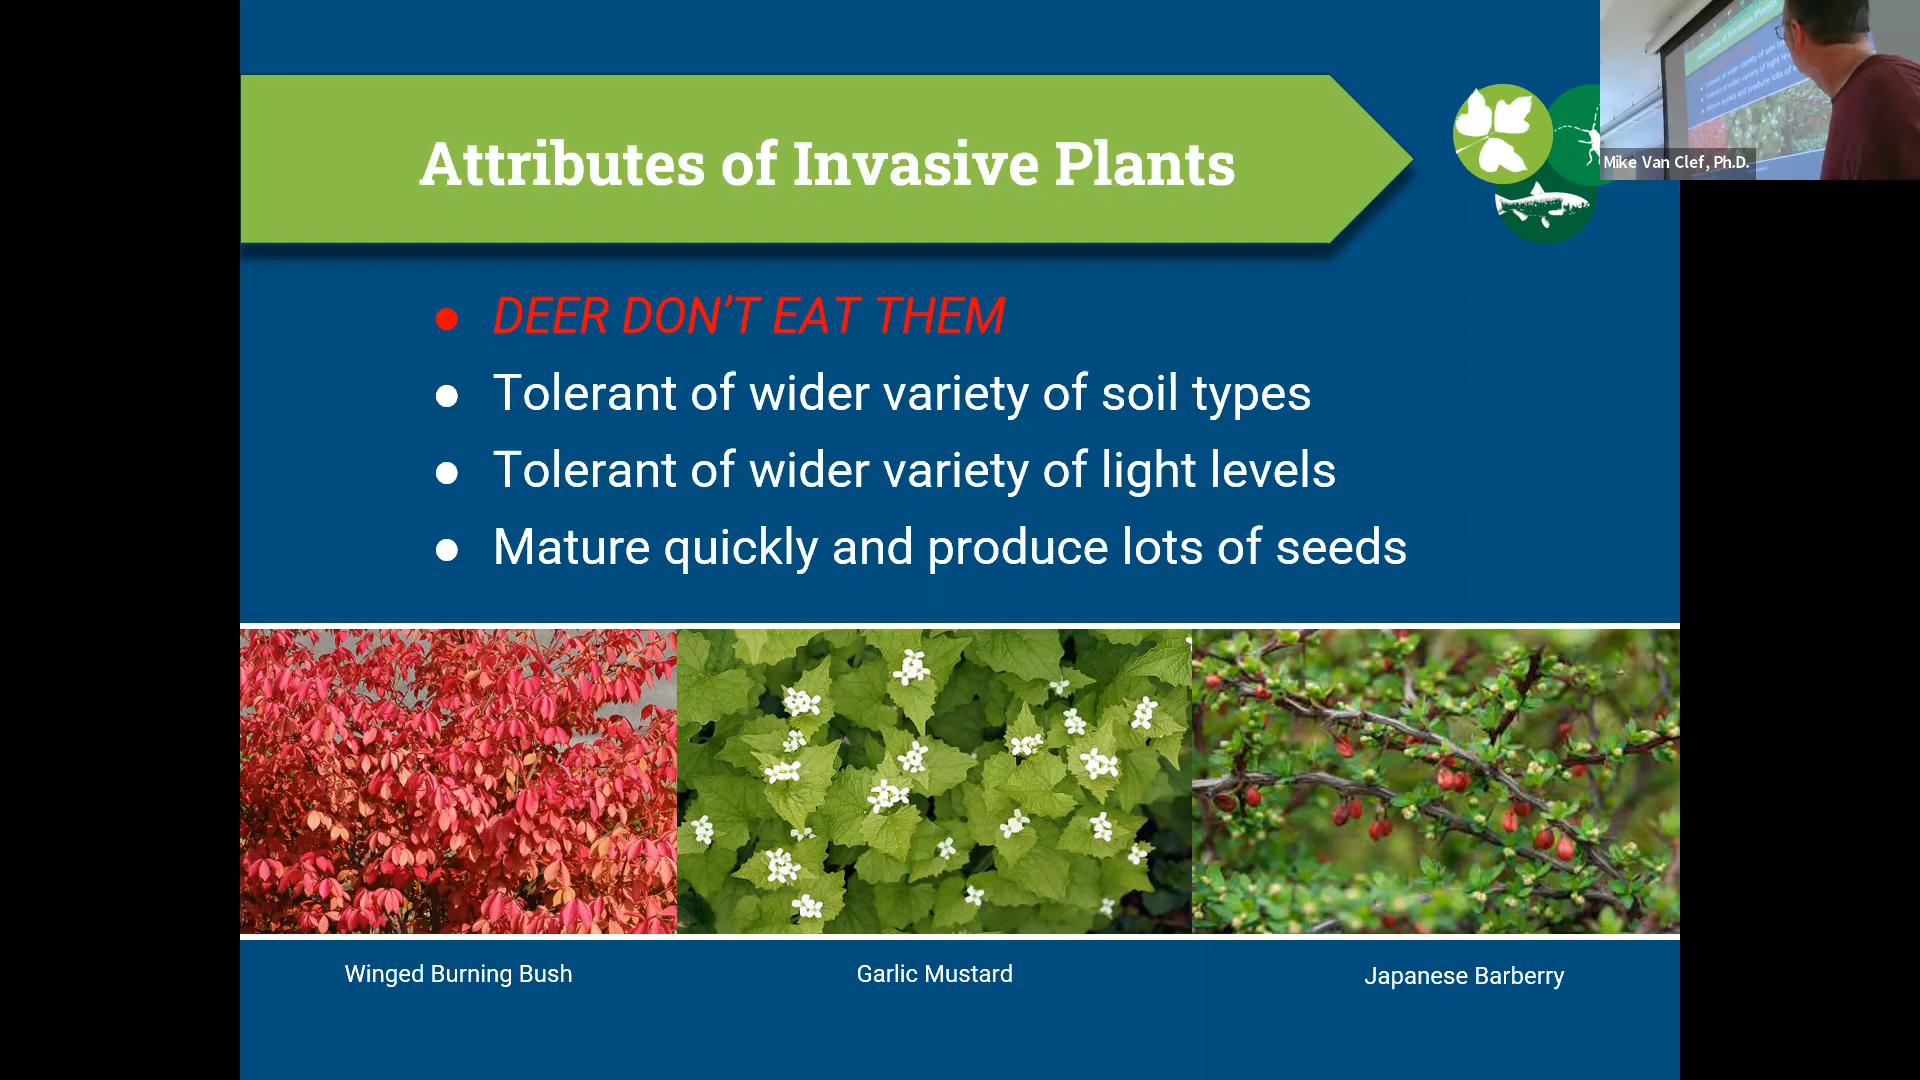 Attributes of Invasive Plants
Mike Van Clef, Ph.D.
● DEER DON'T EAT THEM
● Tolerant of wider variety of soil types
● Tolerant of wider variety of light levels
● Mature quickly and produce lots of seeds
Winged Burning Bush
Garlic Mustard
Japanese Barberry